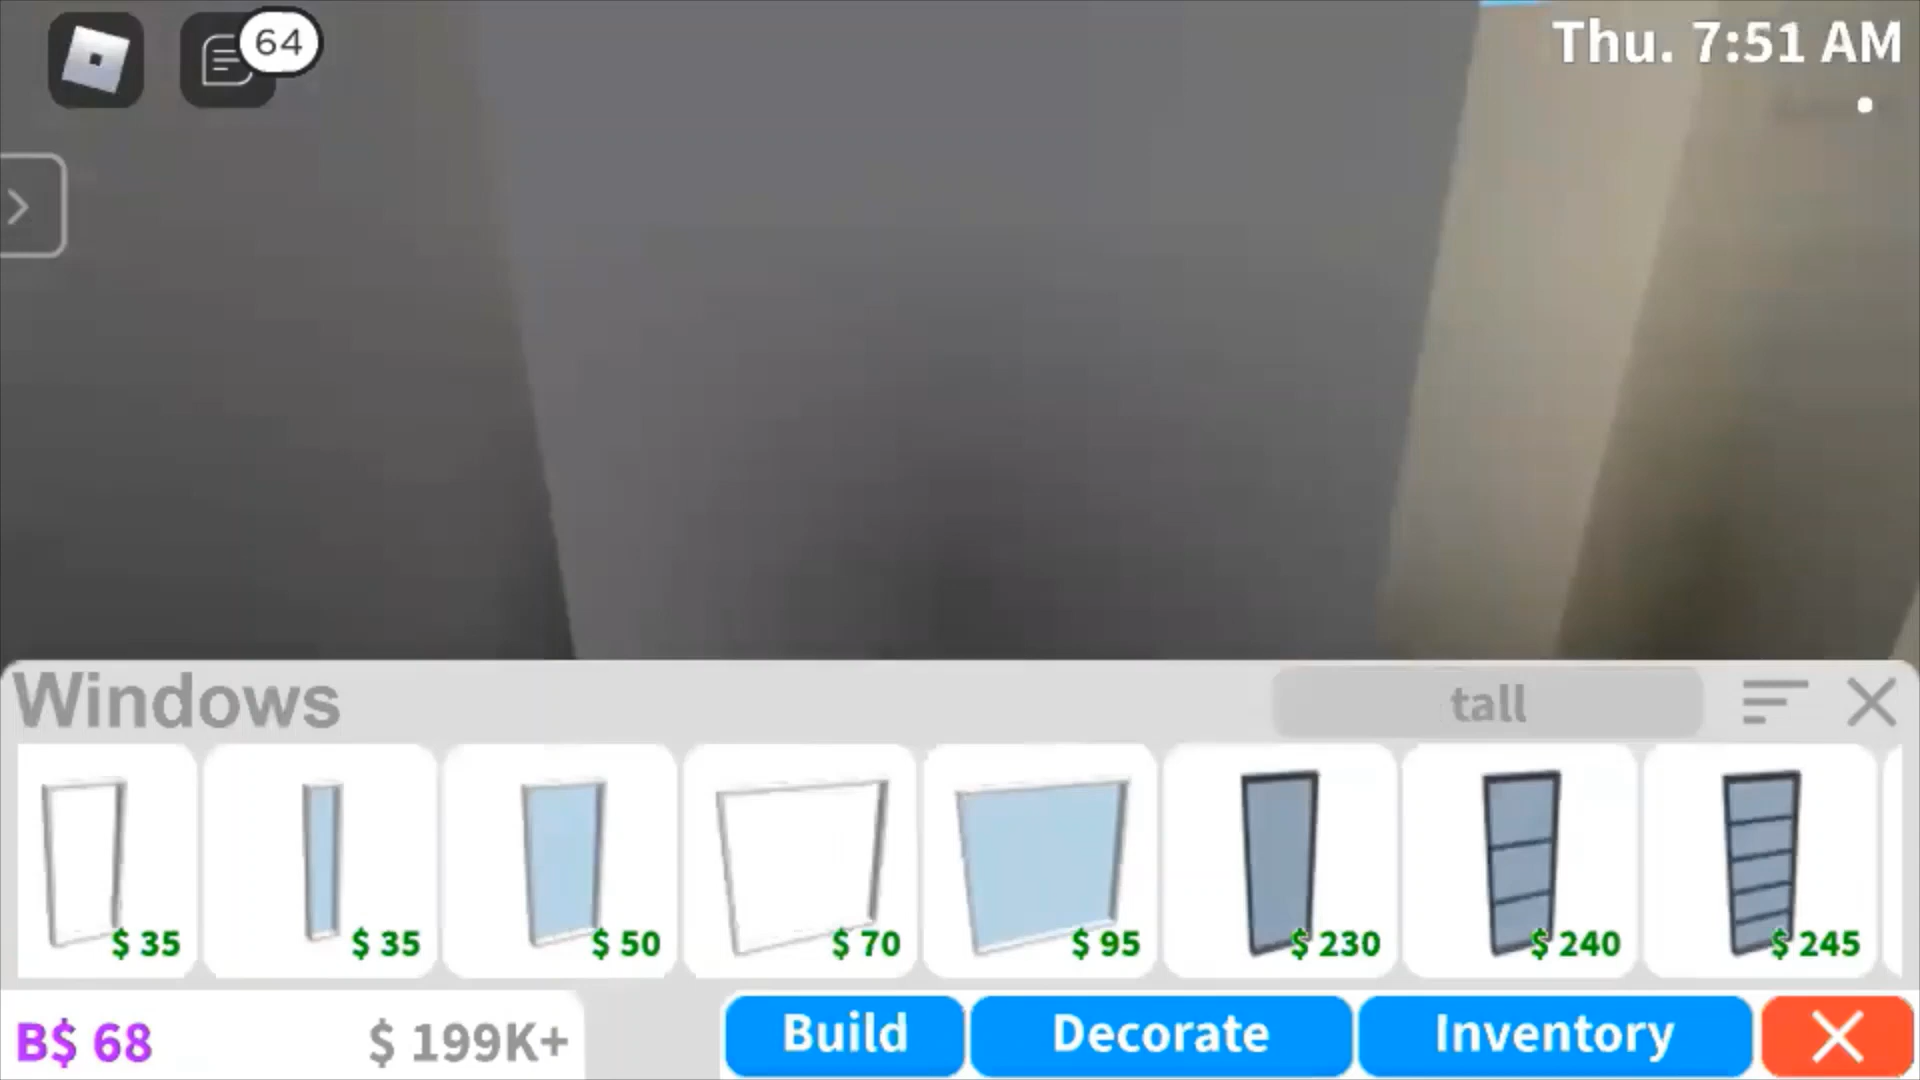 64
Thu. 7:51 AM
Windows
tall
$ 35
$ 35
$ 50
$ 70
$ 95
$ 230
$ 240
$ 245
B$ 68
$ 199K+
Build
Decorate
Inventory